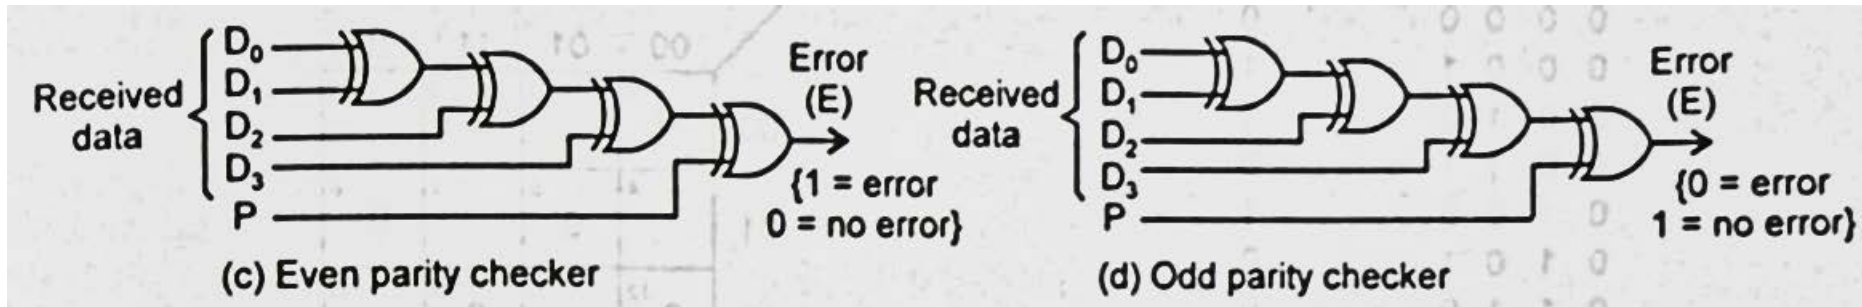 Received
data
D₀
D₁
D₂
D₃
P
Error
(E)
{1 = error
0 = no error}
(c) Even parity checker
Received
data
D₀
D₁
D₂
D₃
P
Error
(E)
{0 = error
1 = no error}
(d) Odd parity checker